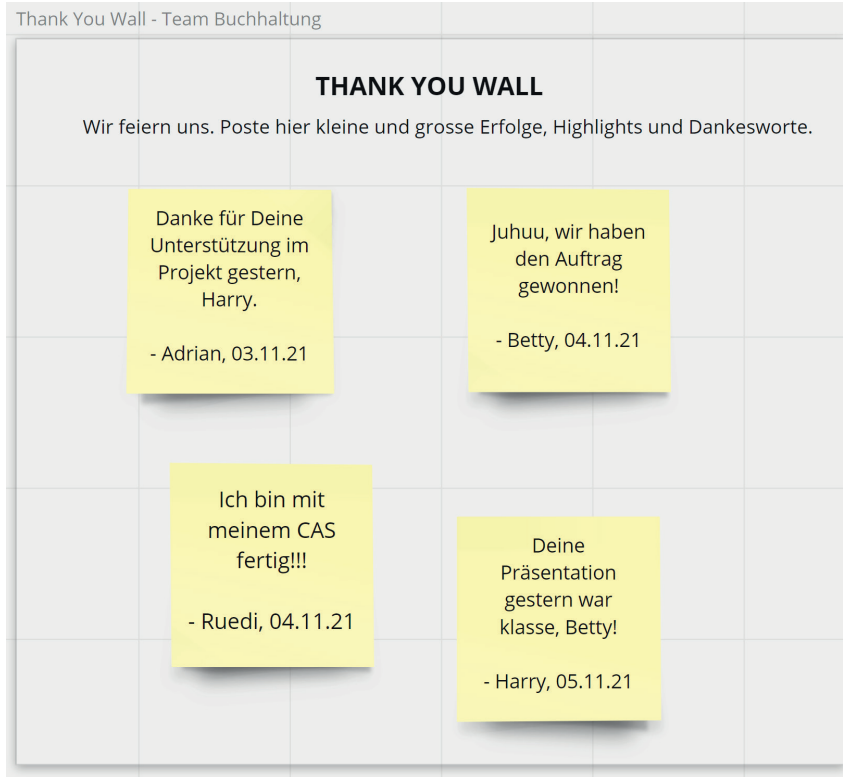 Thank You Wall - Team Buchhaltung
THANK YOU WALL
Wir feiern uns. Poste hier kleine und grosse Erfolge, Highlights und Dankesworte.
Danke für Deine
Unterstützung im
Projekt gestern,
Harry.
- Adrian, 03.11.21
Juhuu, wir haben
den Auftrag
gewonnen!
- Betty, 04.11.21
Ich bin mit
meinem CAS
fertig!!!
- Ruedi, 04.11.21
Deine
Präsentation
gestern war
klasse, Betty!
- Harry, 05.11.21